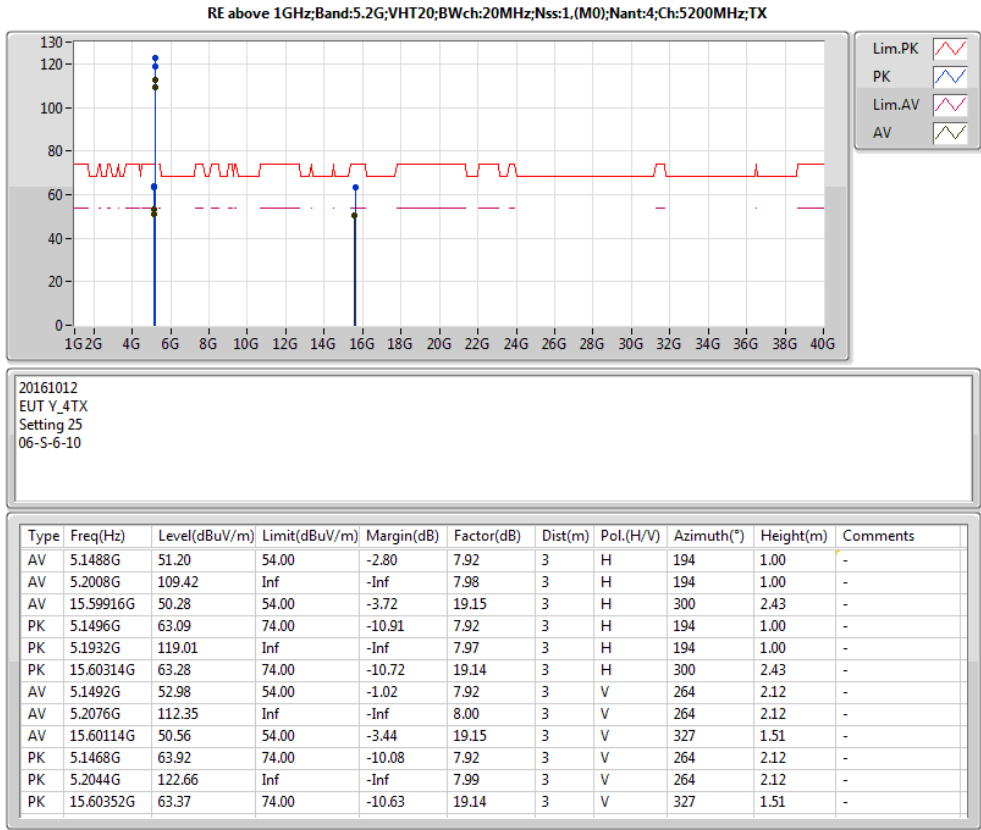 RE above 1GHz;Band:5.2G;VHT20;BWch:20MHz;Nss:1,(M0);Nant:4;Ch:5200MHz;TX
130
120
100
80
60
40
20
0
1G 2G 4G 6G 8G 10G 12G 14G 16G 18G 20G 22G 24G 26G 28G 30G 32G 34G 36G 38G 40G
Lim.PK
PK
Lim.AV
AV
20161012
EUT Y_4TX
Setting 25
06-S-6-10
Type Freq(Hz) Level(dBuV/m) Limit(dBuV/m) Margin(dB) Factor(dB) Dist(m) Pol.(H/V) Azimuth(°) Height(m) Comments
AV 5.1488G 51.20 54.00 -2.80 7.92 3 H 194 1.00 -
AV 5.2008G 109.42 Inf -Inf 7.98 3 H 194 1.00 -
AV 15.59916G 50.28 54.00 -3.72 19.15 3 H 300 2.43 -
PK 5.1496G 63.09 74.00 -10.91 7.92 3 H 194 1.00 -
PK 5.1932G 119.01 Inf -Inf 7.97 3 H 194 1.00 -
PK 15.60314G 63.28 74.00 -10.72 19.14 3 H 300 2.43 -
AV 5.1492G 52.98 54.00 -1.02 7.92 3 V 264 2.12 -
AV 5.2076G 112.35 Inf -Inf 8.00 3 V 264 2.12 -
AV 15.60114G 50.56 54.00 -3.44 19.15 3 V 327 1.51 -
PK 5.1468G 63.92 74.00 -10.08 7.92 3 V 264 2.12 -
PK 5.2044G 122.66 Inf -Inf 7.99 3 V 264 2.12 -
PK 15.60352G 63.37 74.00 -10.63 19.14 3 V 327 1.51 -